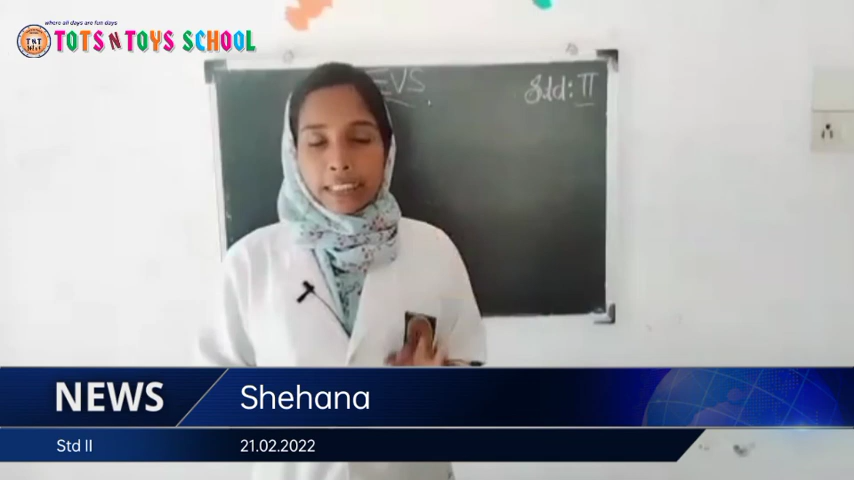 where all days are fun days
TNT
TOTS N TOYS SCHOOL
EVS
Std: II
NEWS
Shehana
Std II
21.02.2022